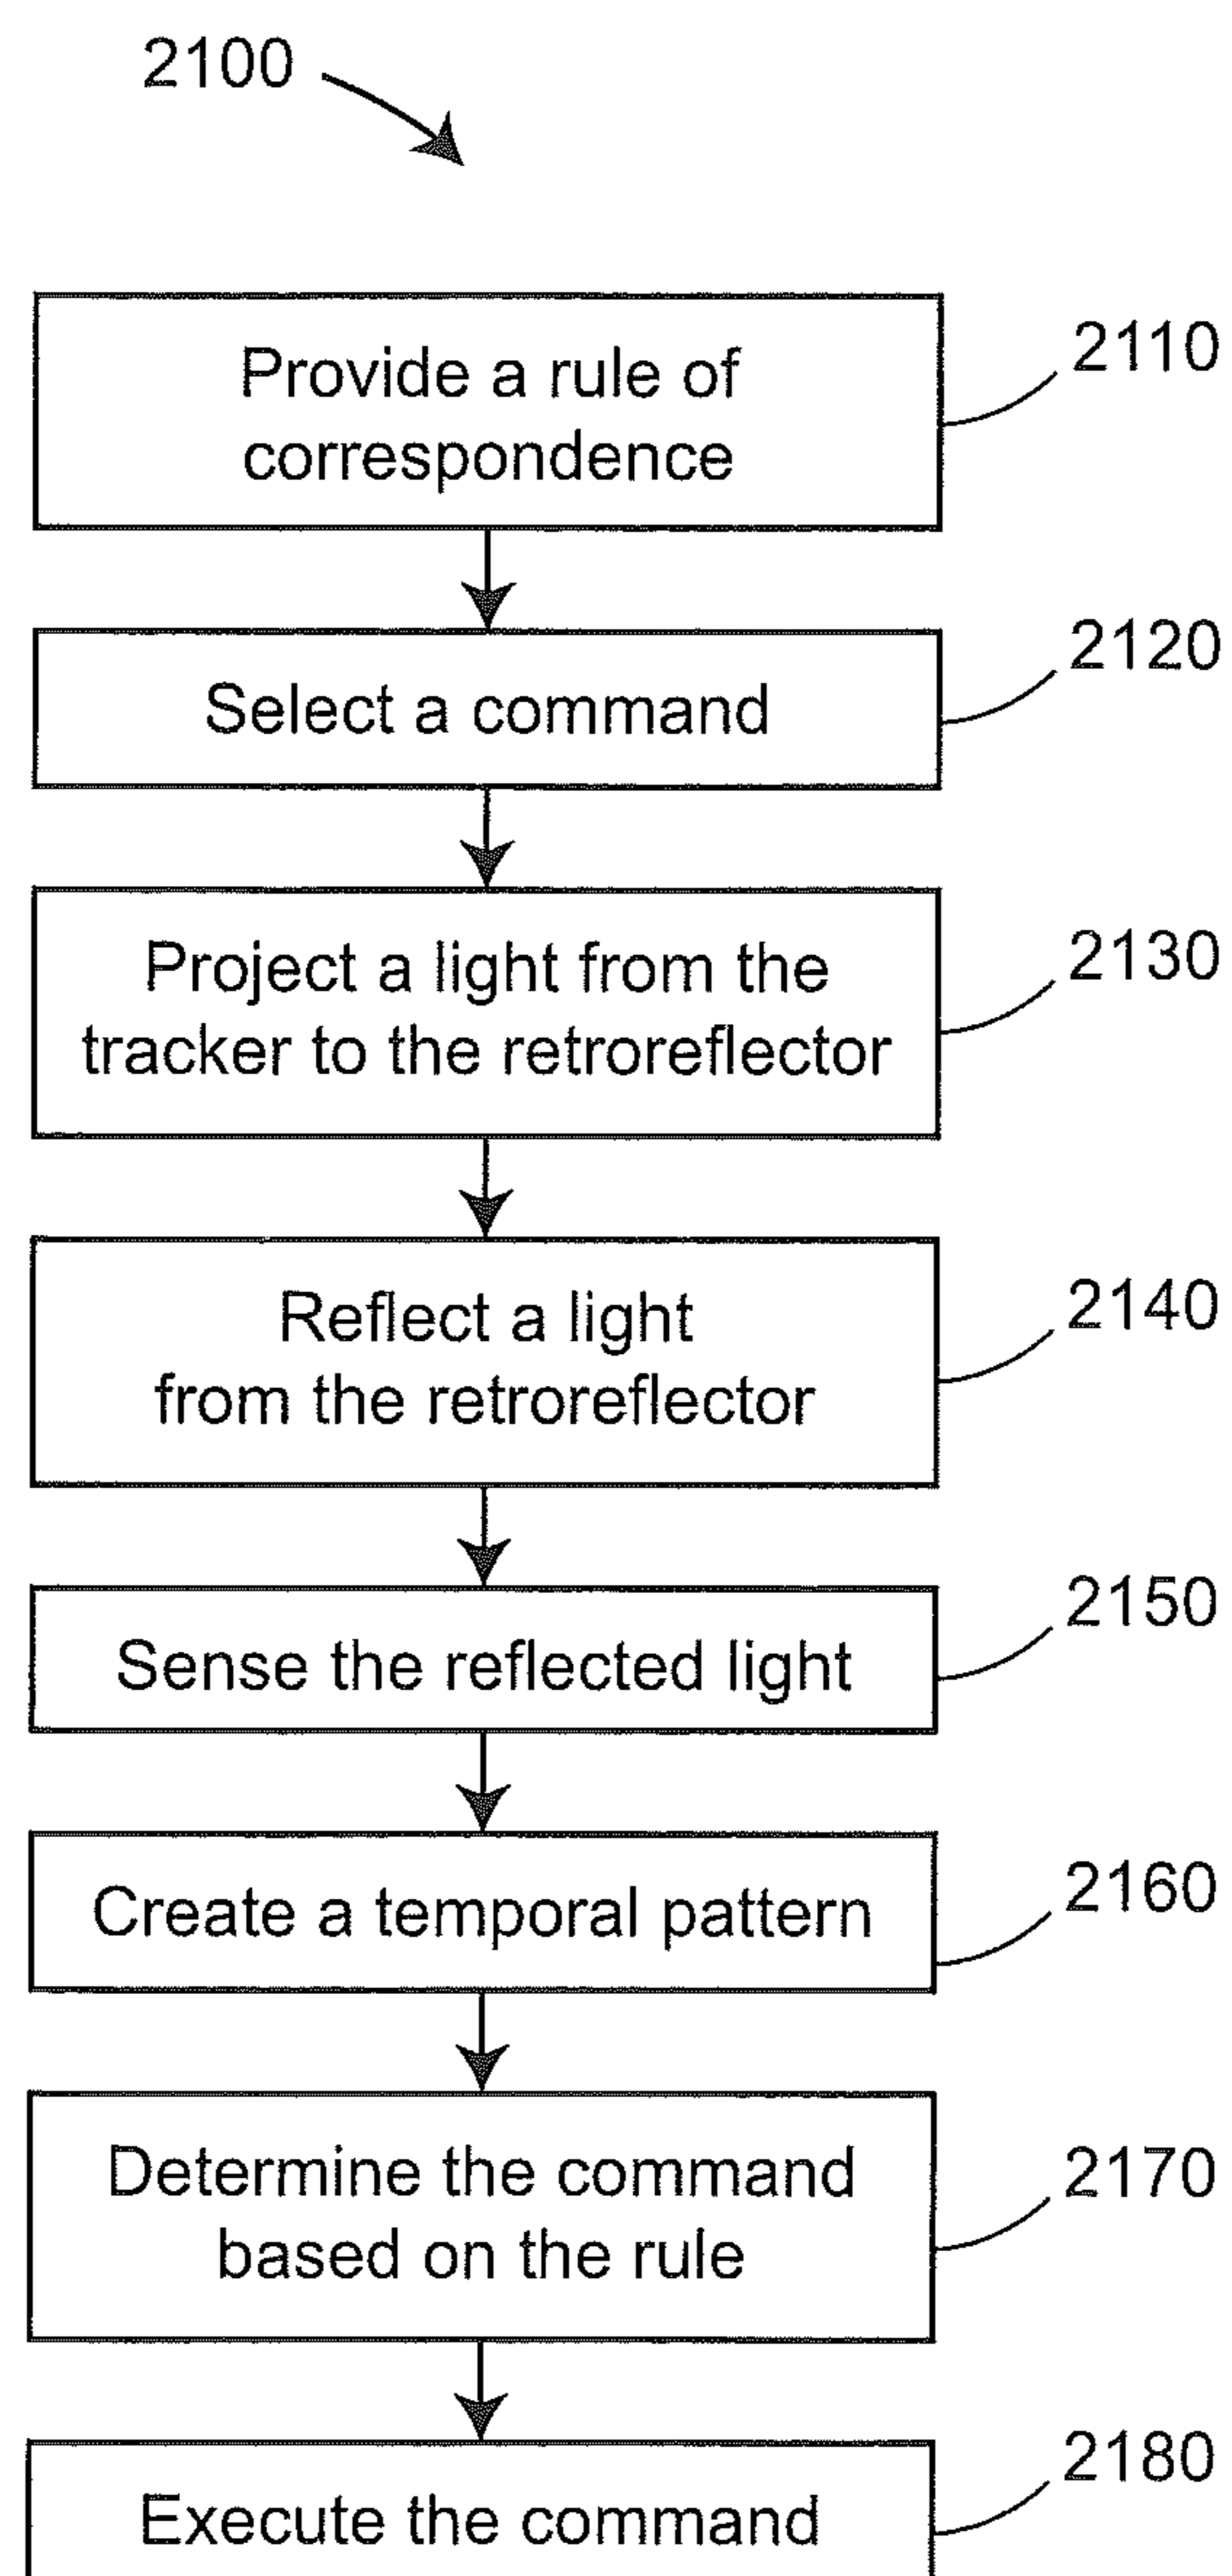 2100
Provide a rule of
correspondence
2110
Select a command
2120
Project a light from the
tracker to the retroreflector
2130
Reflect a light
from the retroreflector
2140
Sense the reflected light
2150
Create a temporal pattern
2160
Determine the command
based on the rule
2170
Execute the command
2180